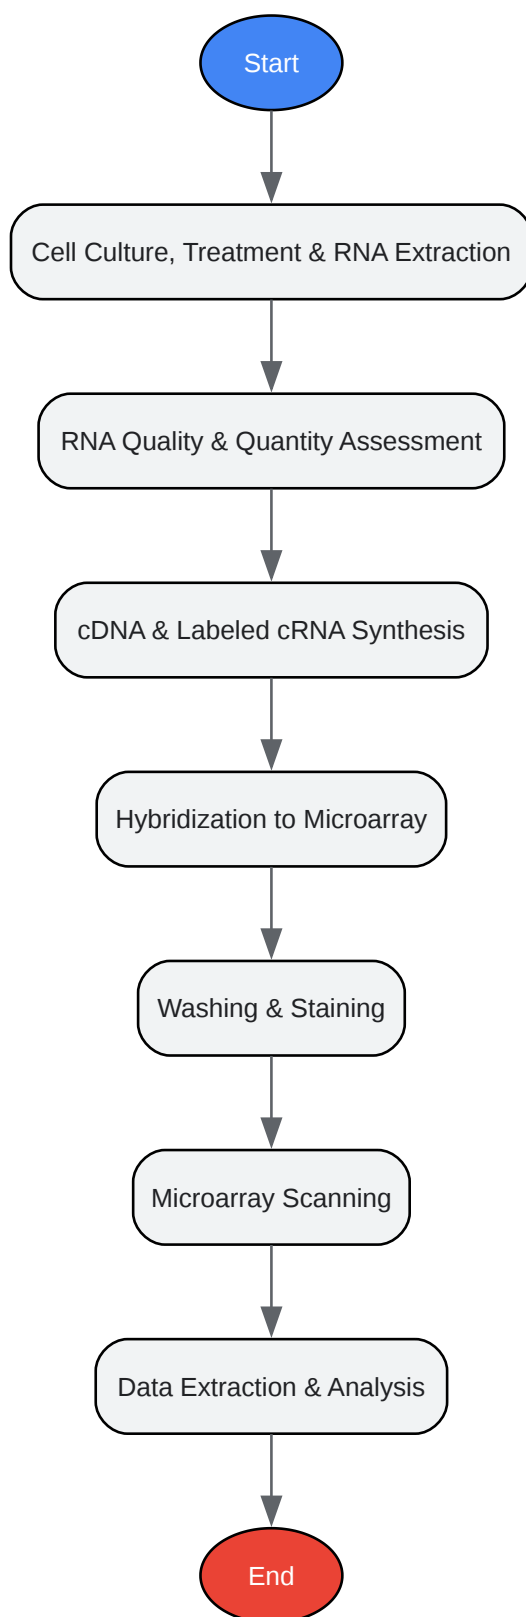 Start
Cell Culture, Treatment & RNA Extraction
RNA Quality & Quantity Assessment
cDNA & Labeled cRNA Synthesis
Hybridization to Microarray
Washing & Staining
Microarray Scanning
Data Extraction & Analysis
End